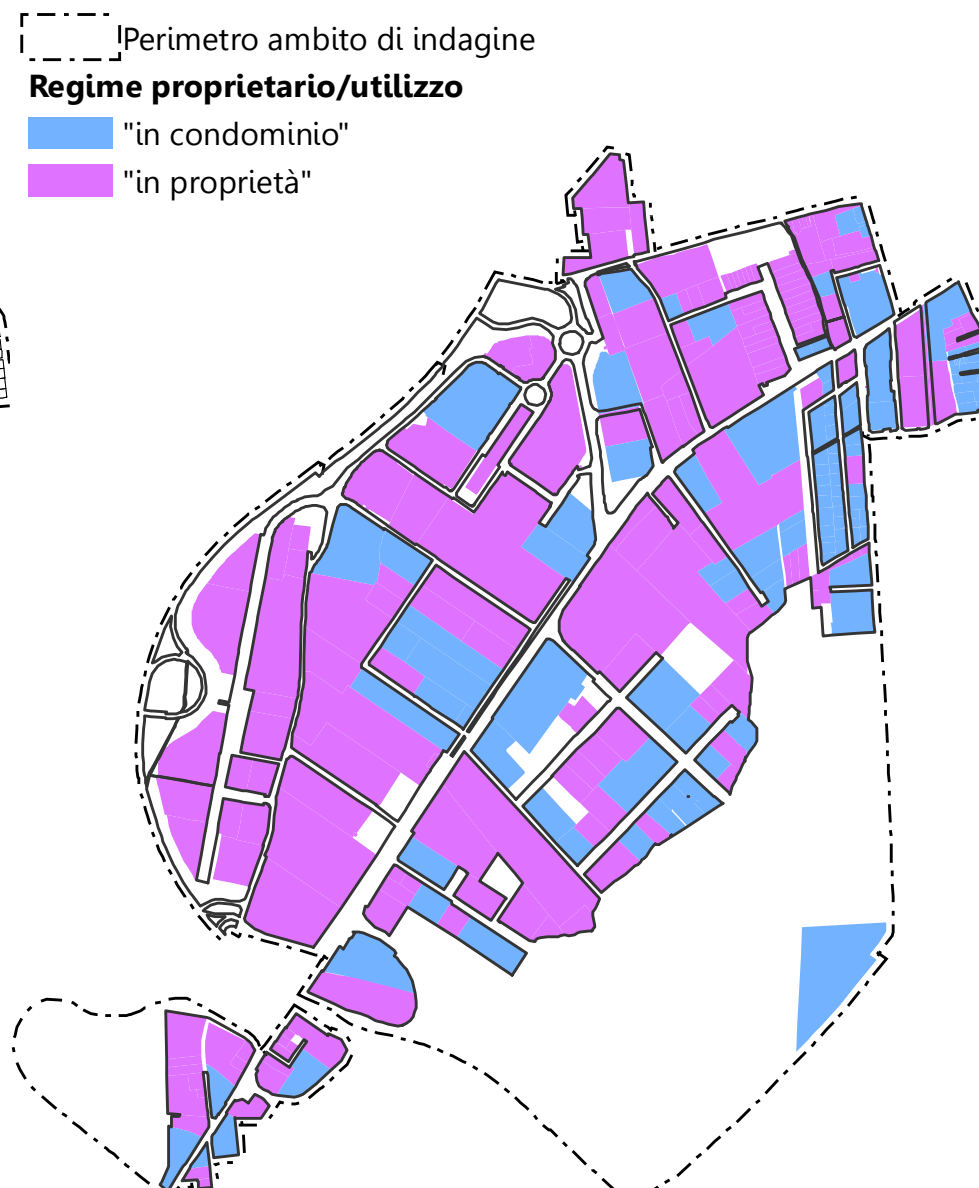 Perimetro ambito di indagine
Regime proprietario/utilizzo
"in condominio"
"in proprietà"